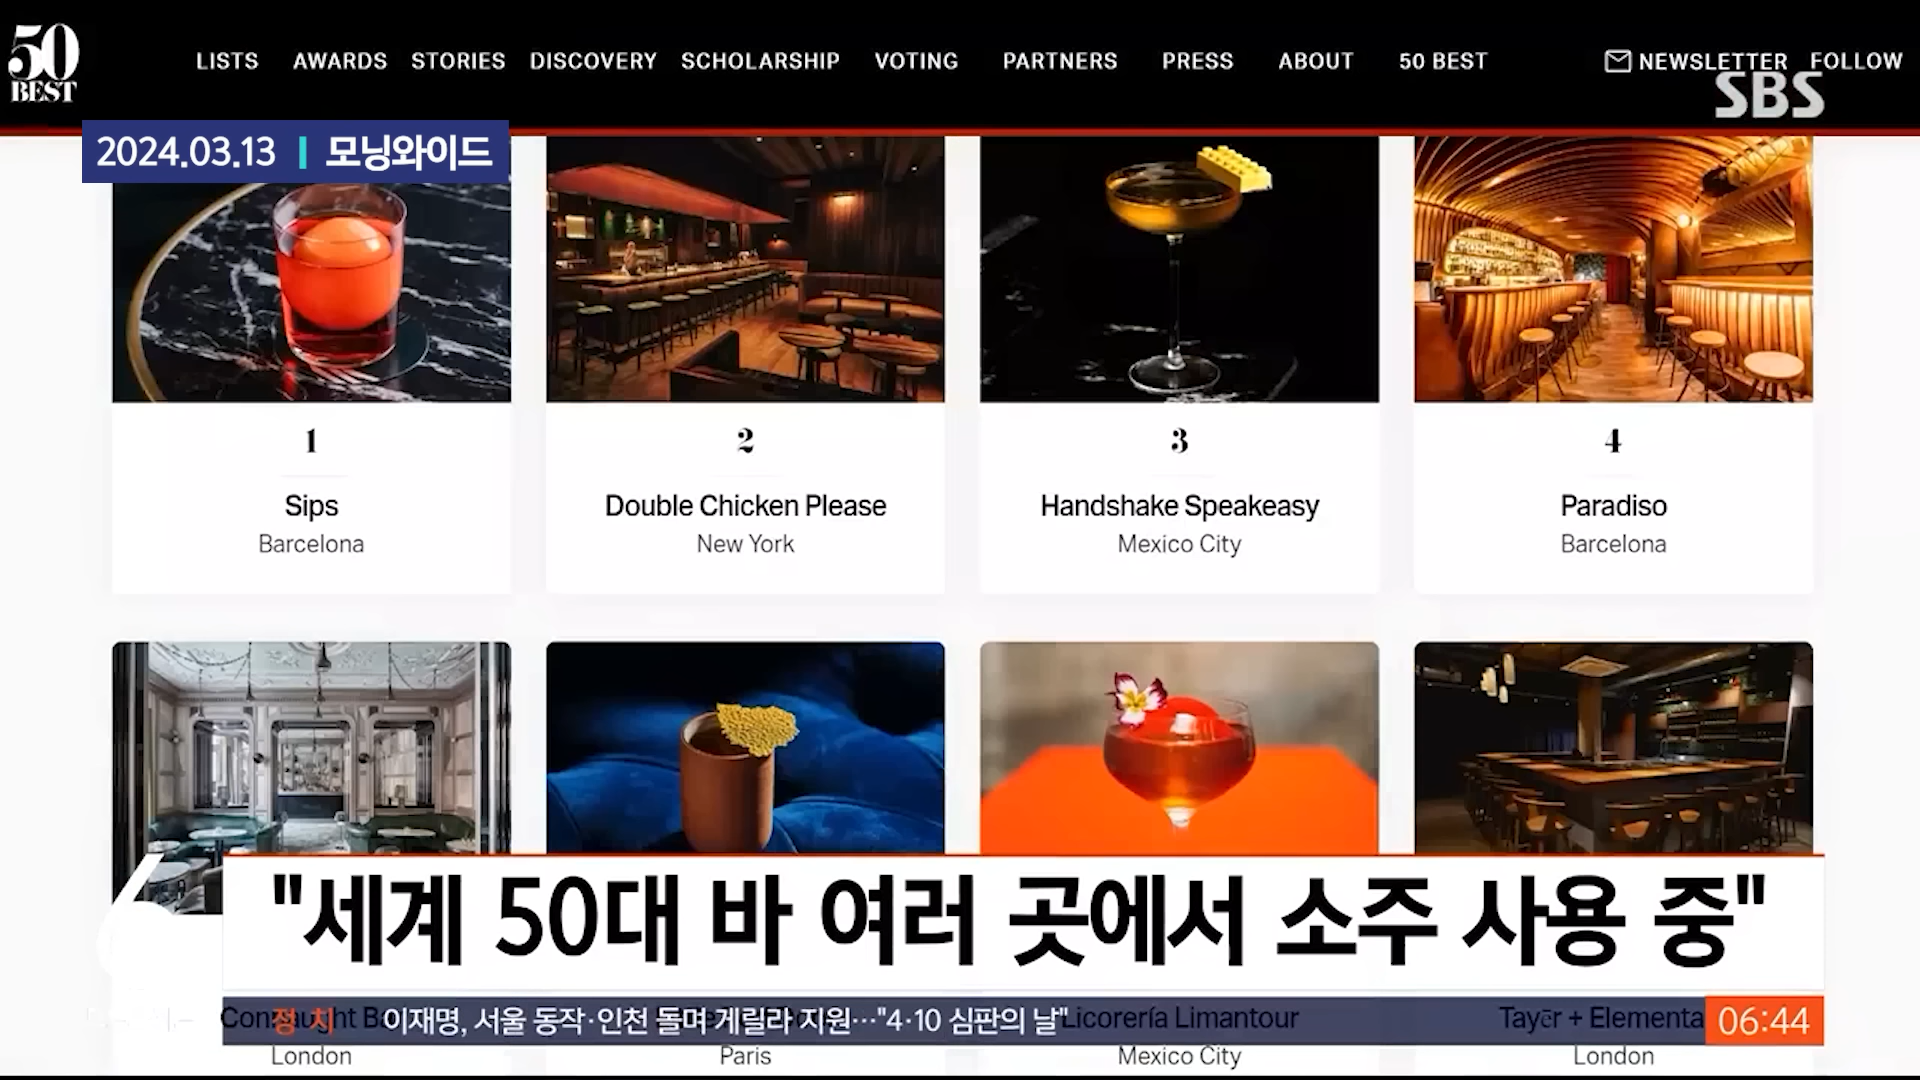 50
BEST
LISTS AWARDS STORIES DISCOVERY SCHOLARSHIP VOTING PARTNERS PRESS ABOUT 50 BEST NEWSLETTER FOLLOW
SBS
2024.03.13 | 모닝와이드
1
Sips
Barcelona
2
Double Chicken Please
New York
3
Handshake Speakeasy
Mexico City
4
Paradiso
Barcelona
"세계 50대 바 여러 곳에서 소주 사용 중"
정치 이재명, 서울 동작·인천 돌며 게릴라 지원…"4·10 심판의 날"
06:44
Licorería Limantour
Tayēr + Elementa
London
Paris
Mexico City
London